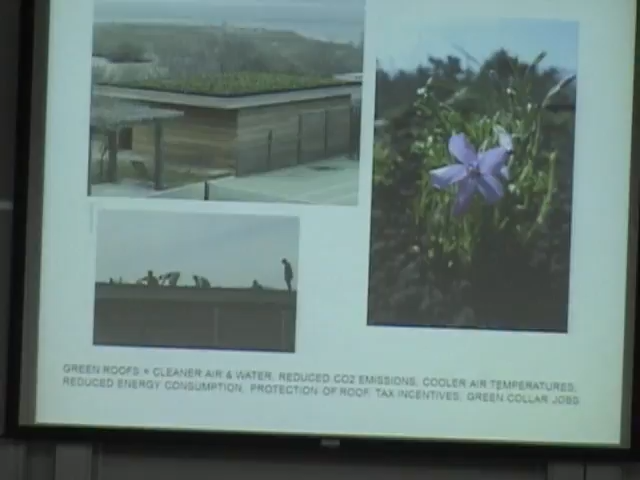 GREEN ROOFS = CLEANER AIR & WATER, REDUCED CO2 EMISSIONS, COOLER AIR TEMPERATURES,
REDUCED ENERGY CONSUMPTION, PROTECTION OF ROOF, TAX INCENTIVES, GREEN COLLAR JOBS